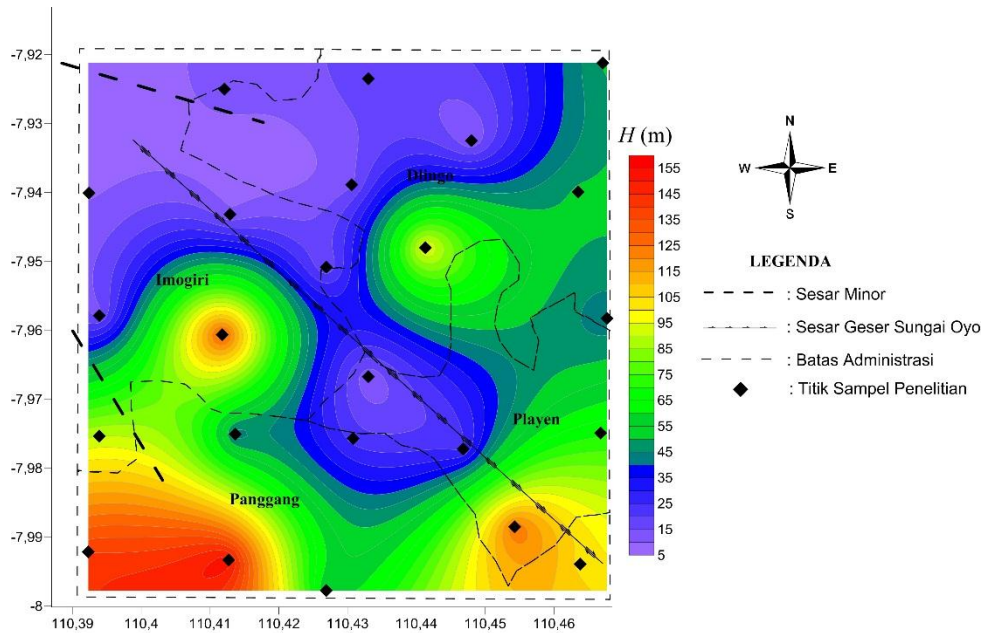 -7,92
-7,93
-7,94
-7,95
-7,96
-7,97
-7,98
-7,99
-8
110,39 110,4 110,41 110,42 110,43 110,44 110,45 110,46
Dlingo
Imogiri
Playen
Panggang
H (m)
155
145
135
125
115
105
95
85
75
65
55
45
35
25
15
5
N
W E
S
LEGENDA
: Sesar Minor
: Sesar Geser Sungai Oyo
: Batas Administrasi
: Titik Sampel Penelitian